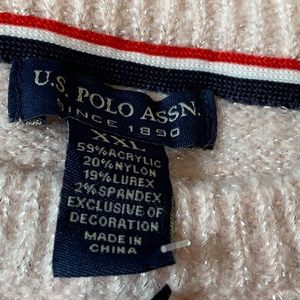 U.S. POLO ASSN.
SINCE 1890
XXL
59%ACRYLIC
20%NYLON
19%LUREX
2%SPANDEX
EXCLUSIVE OF
DECORATION
MADE IN
CHINA